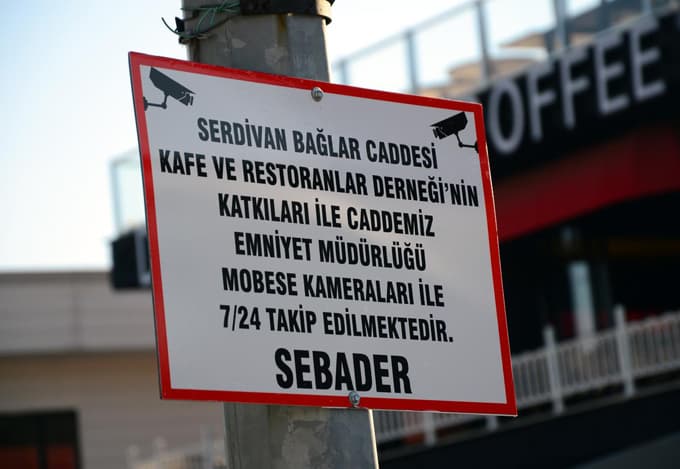 SERDİVAN BAĞLAR CADDESİ
KAFE VE RESTORANLAR DERNEĞİ'NİN
KATKILARI İLE CADDEMİZ
EMNİYET MÜDÜRLÜĞÜ
MOBESE KAMERALARI İLE
7/24 TAKİP EDİLMEKTEDİR.
SEBADER
OFFEE